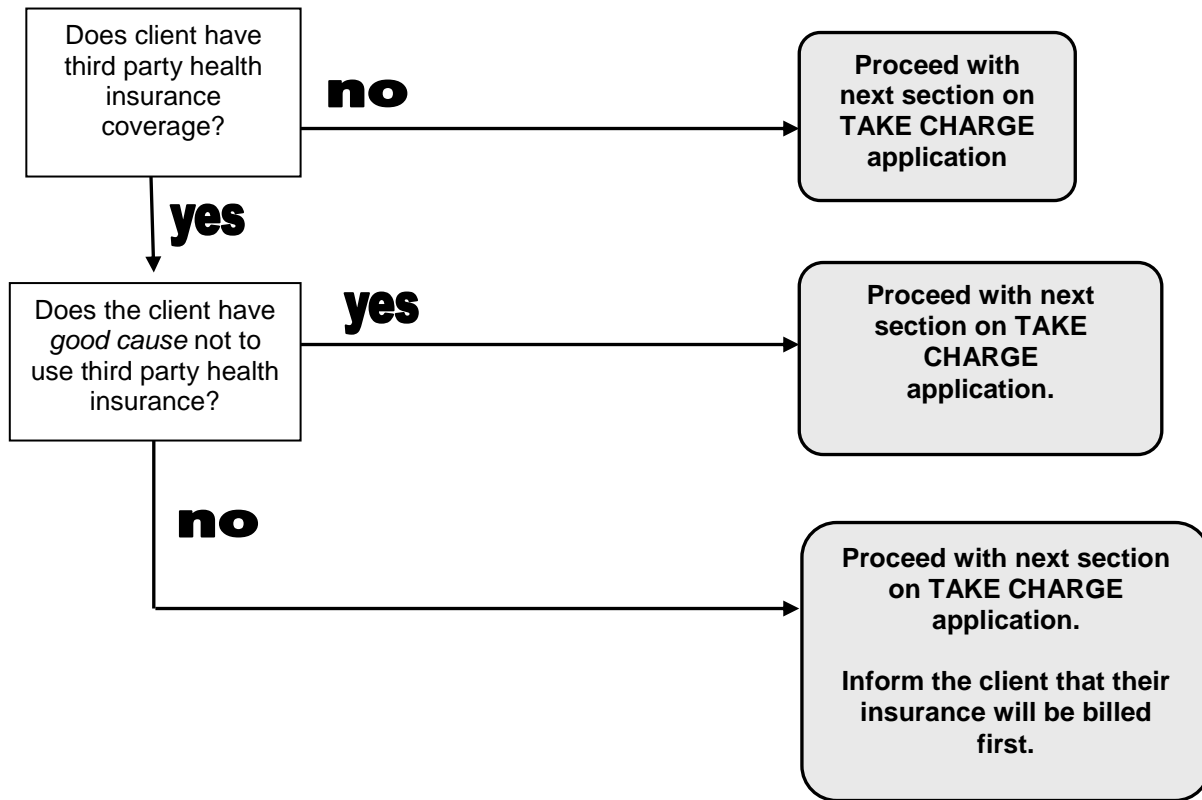 Does client have
third party health
insurance
coverage?
no
Proceed with
next section on
TAKE CHARGE
application
yes
Does the client have
good cause not to
use third party health
insurance?
yes
Proceed with next
section on TAKE
CHARGE
application.
no
Proceed with next section
on TAKE CHARGE
application.
Inform the client that their
insurance will be billed
first.